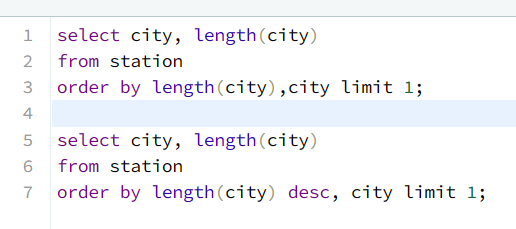 1 select city, length(city)
2 from station
3 order by length(city),city limit 1;
4
5 select city, length(city)
6 from station
7 order by length(city) desc, city limit 1;